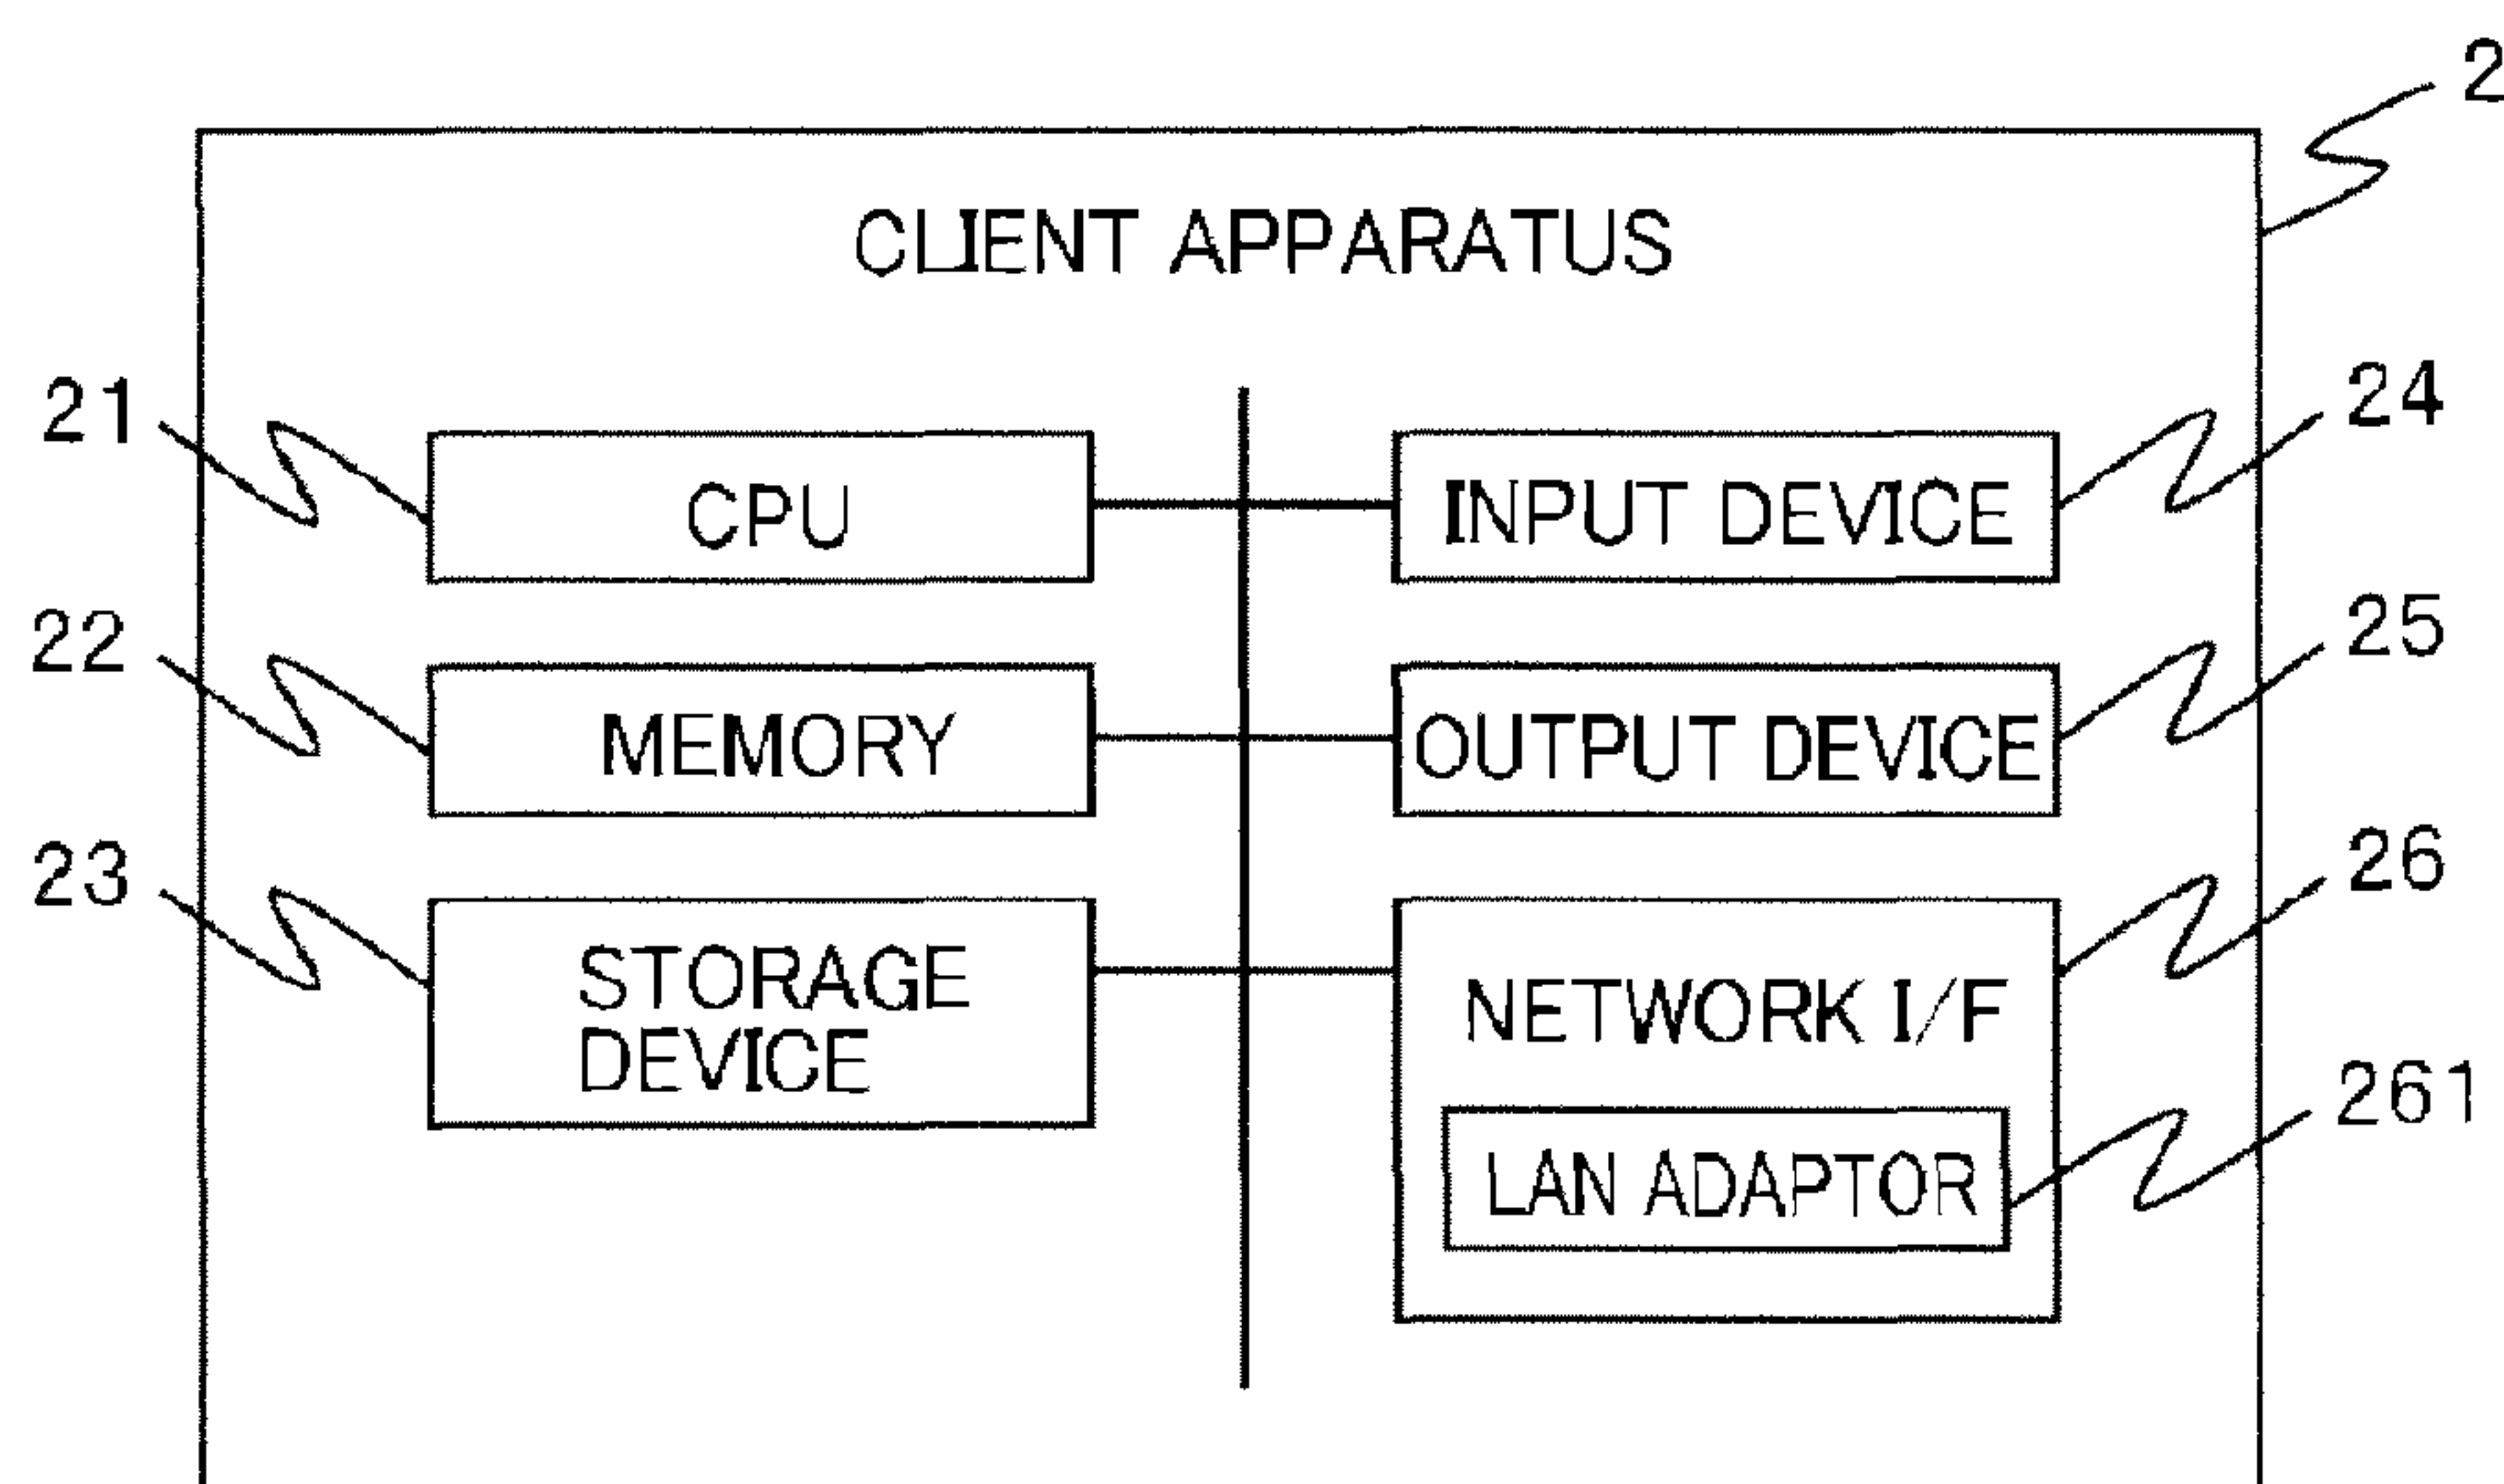 2
CLIENT APPARATUS
21
CPU
INPUT DEVICE
24
22
MEMORY
OUTPUT DEVICE
25
23
STORAGE
DEVICE
NETWORK I/F
26
LAN ADAPTOR
261